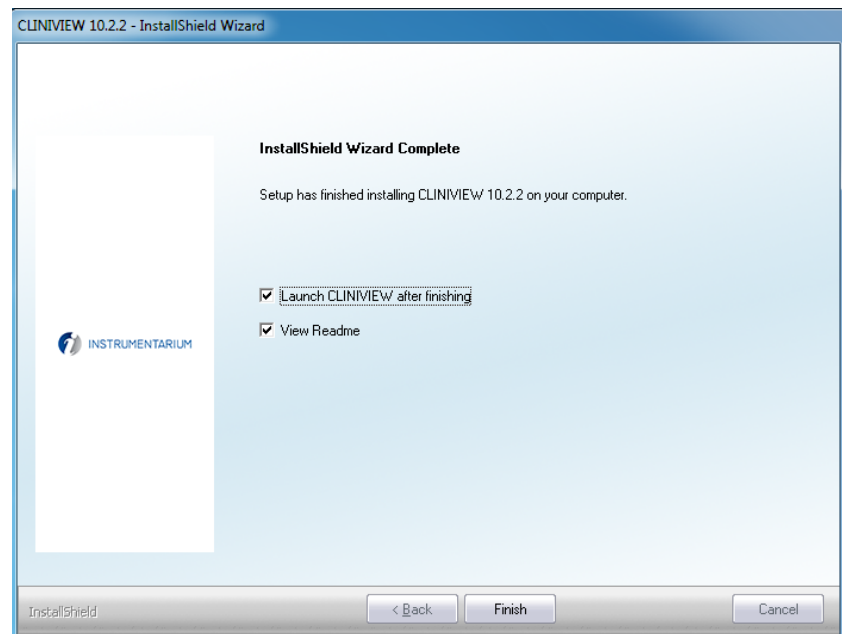 CLINIVIEW 10.2.2 - InstallShield Wizard
InstallShield Wizard Complete
Setup has finished installing CLINIVIEW 10.2.2 on your computer.
Launch CLINIVIEW after finishing
View Readme
INSTRUMENTARIUM
InstallShield
< Back
Finish
Cancel